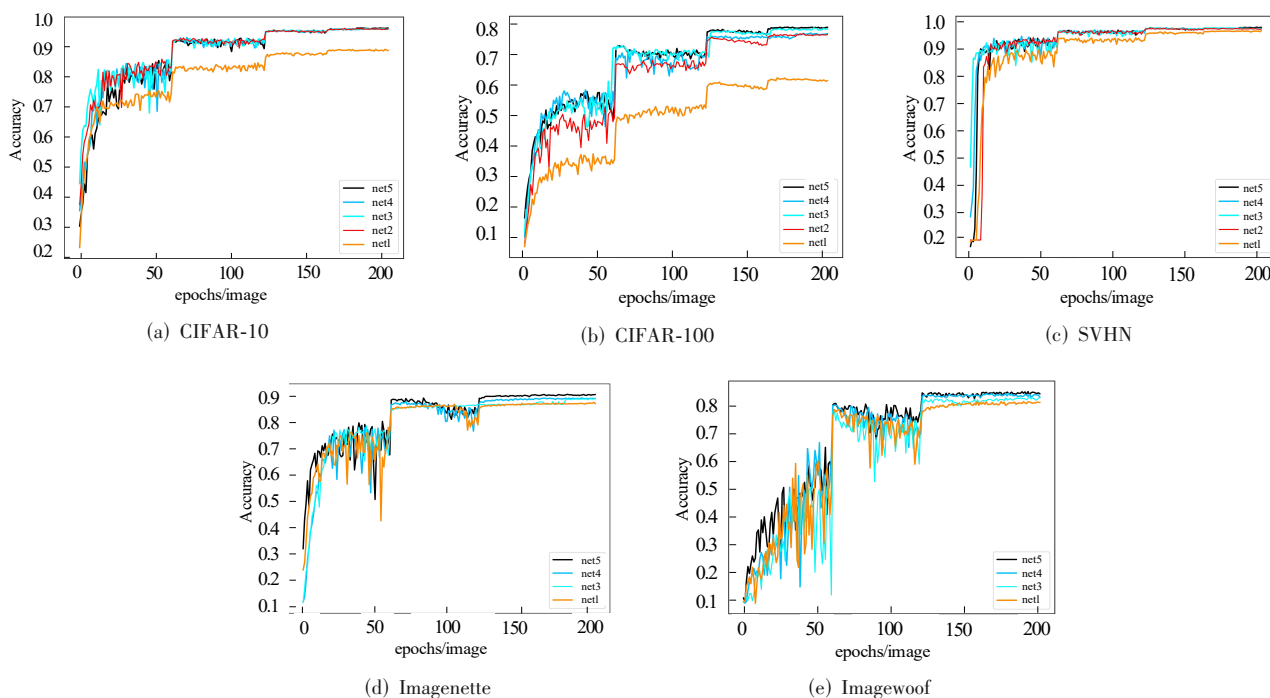 1.0
0.9
0.8
0.7
0.6
0.5
0.4
0.3
0.2
Accuracy
net5
net4
net3
net2
net1
0 50 100 150 200
epochs/image
(a) CIFAR-10
0.8
0.7
0.6
0.5
0.4
0.3
0.2
0.1
Accuracy
net5
net4
net3
net2
net1
0 50 100 150 200
epochs/image
(b) CIFAR-100
1.0
0.9
0.8
0.7
0.6
0.5
0.4
0.3
0.2
Accuracy
net5
net4
net3
net2
net1
0 50 100 150 200
epochs/image
(c) SVHN
0.9
0.8
0.7
0.6
0.5
0.4
0.3
0.2
0.1
Accuracy
net5
net4
net3
net1
0 50 100 150 200
epochs/image
(d) Imagenette
0.8
0.7
0.6
0.5
0.4
0.3
0.2
0.1
Accuracy
net5
net4
net3
net1
0 50 100 150 200
epochs/image
(e) Imagewoof